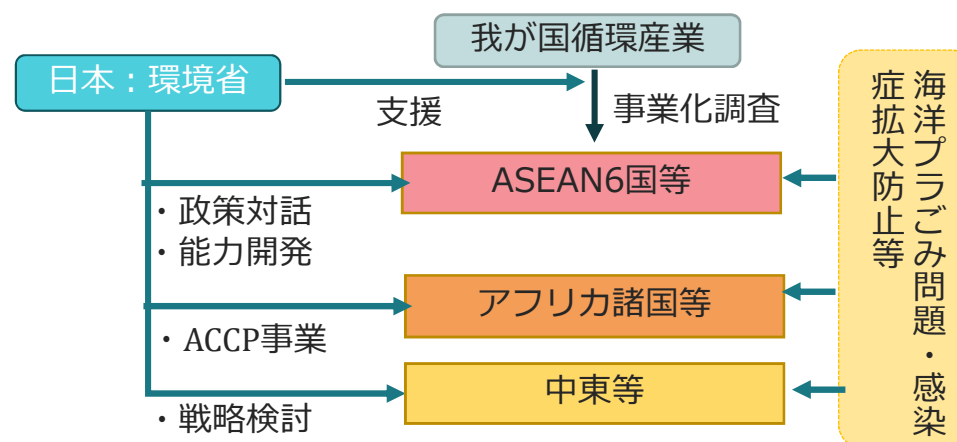 我が国循環産業
日本：環境省
支援
事業化調査
ASEAN6国等
・政策対話
・能力開発
アフリカ諸国等
・ACCP事業
中東等
・戦略検討
海洋プラごみ問題・感染
症拡大防止等